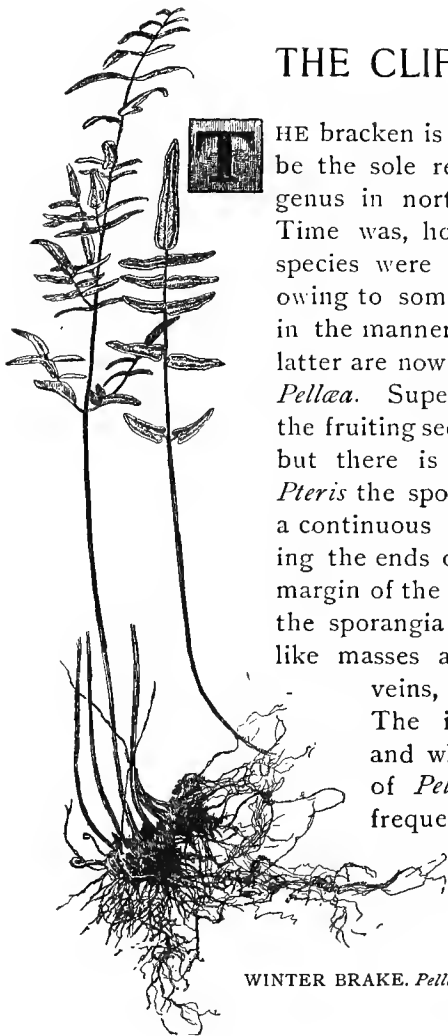 THE CLIF
THE bracken is
be the sole re
genus in nort
Time was, ho
species were
owing to som
in the manner
latter are now
Pellæa. Supe
the fruiting sec
but there is
Pteris the spo
a continuous
ing the ends o
margin of the
the sporangia
like masses a
veins,
The i
and wh
of Pel
freque
WINTER BRAKE. Pell